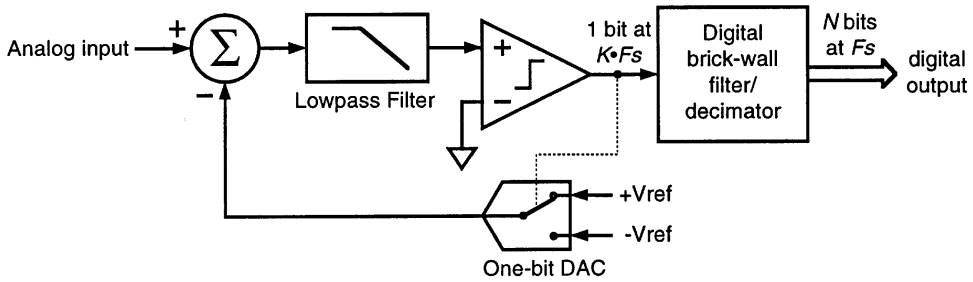 Analog input
+
Σ
−
Lowpass Filter
+
−
1 bit at
K•Fs
Digital
brick-wall
filter/
decimator
N bits
at Fs
digital
output
+Vref
-Vref
One-bit DAC